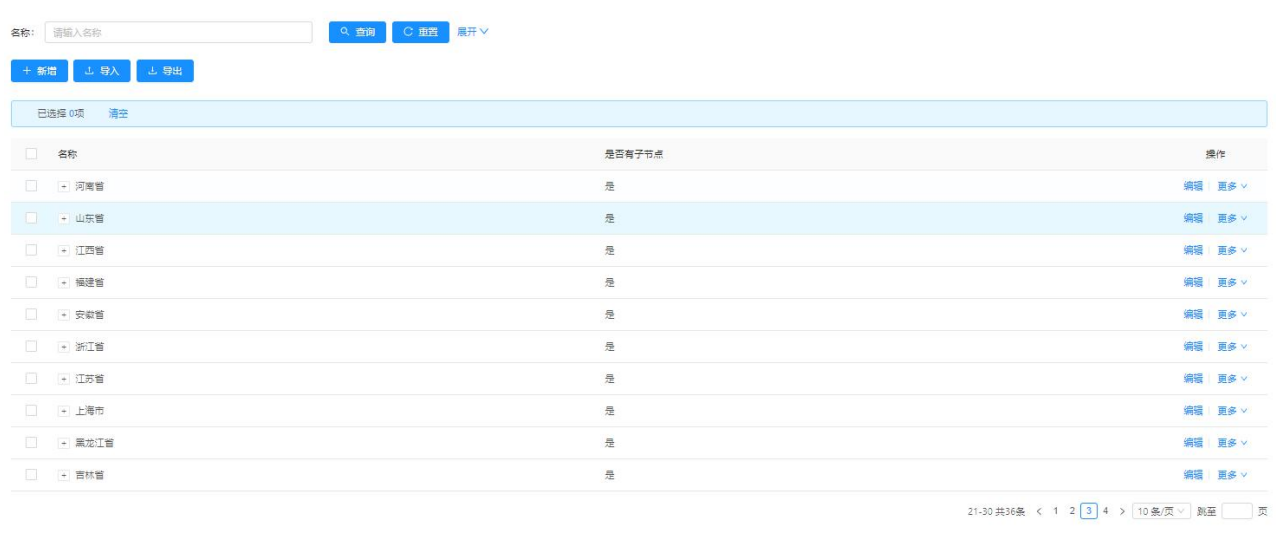 名称： 请输入名称 查询 重置 展开
新增 导入 导出
已选择 0项 清空
名称 是否有子节点 操作
河南省 是 编辑 更多
山东省 是 编辑 更多
江西省 是 编辑 更多
福建省 是 编辑 更多
安徽省 是 编辑 更多
浙江省 是 编辑 更多
江苏省 是 编辑 更多
上海市 是 编辑 更多
黑龙江省 是 编辑 更多
吉林省 是 编辑 更多
21-30 共36条 < 1 2 3 4 > 10 条/页 跳至 页